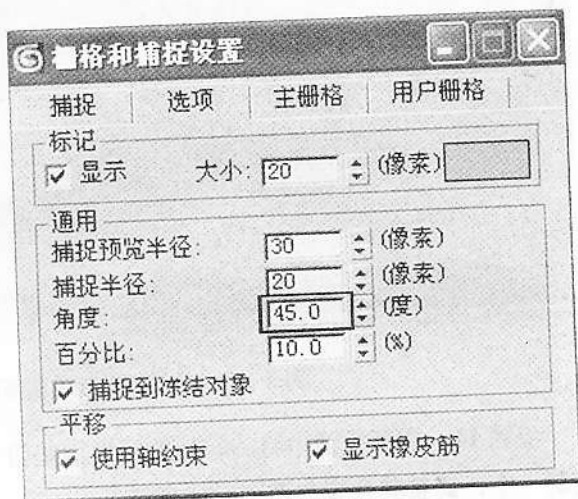 栅格和捕捉设置
捕捉 选项 主栅格 用户栅格
标记
显示 大小: 20 (像素)
通用
捕捉预览半径: 30 (像素)
捕捉半径: 20 (像素)
角度: 45.0 (度)
百分比: 10.0 (%)
捕捉到冻结对象
平移
使用轴约束 显示橡皮筋